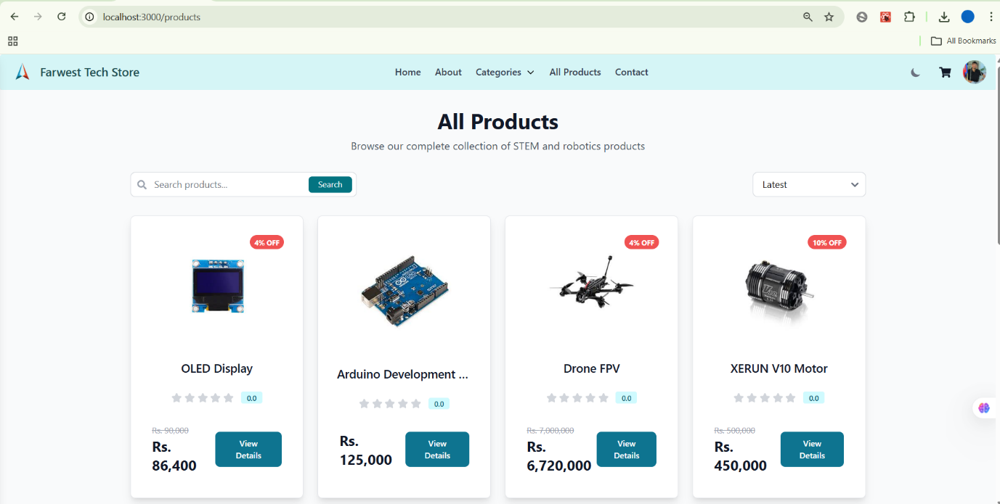 localhost:3000/products
All Bookmarks
Farwest Tech Store
Home About Categories All Products Contact
All Products
Browse our complete collection of STEM and robotics products
Search products... Search
Latest
4% OFF
OLED Display
0.0
Rs. 90,000
Rs.
86,400
View
Details
Arduino Development ...
0.0
Rs.
125,000
View
Details
4% OFF
Drone FPV
0.0
Rs. 7,000,000
Rs.
6,720,000
View
Details
10% OFF
XERUN V10 Motor
0.0
Rs. 500,000
Rs.
450,000
View
Details